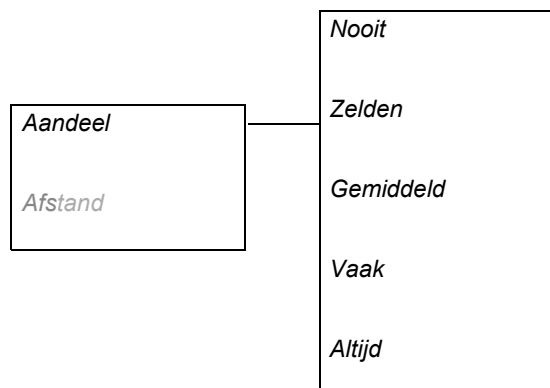 Aandeel
Afstand
Nooit
Zelden
Gemiddeld
Vaak
Altijd